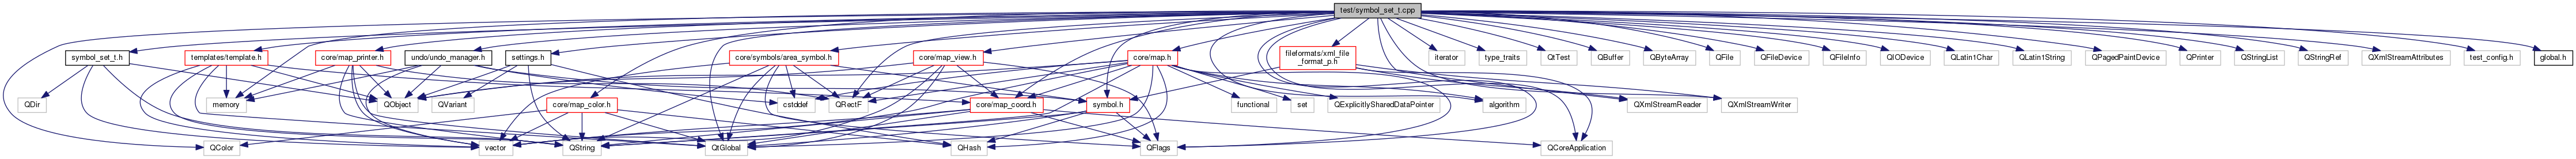 test/symbol_set_t.cpp
symbol_set_t.h
templates/template.h
core/map_printer.h
undo/undo_manager.h
settings.h
core/symbols/area_symbol.h
core/map_view.h
core/map.h
fileformats/xml_file
_format_p.h
iterator
type_traits
QtTest
QBuffer
QByteArray
QFile
QFileDevice
QFileInfo
QIODevice
QLatin1Char
QLatin1String
QPagedPaintDevice
QPrinter
QStringList
QStringRef
QXmlStreamAttributes
test_config.h
global.h
QDir
memory
QObject
QVariant
core/map_color.h
cstddef
QRectF
core/map_coord.h
symbol.h
functional
set
QExplicitlySharedDataPointer
algorithm
QXmlStreamReader
QXmlStreamWriter
QColor
vector
QString
QtGlobal
QHash
QFlags
QCoreApplication